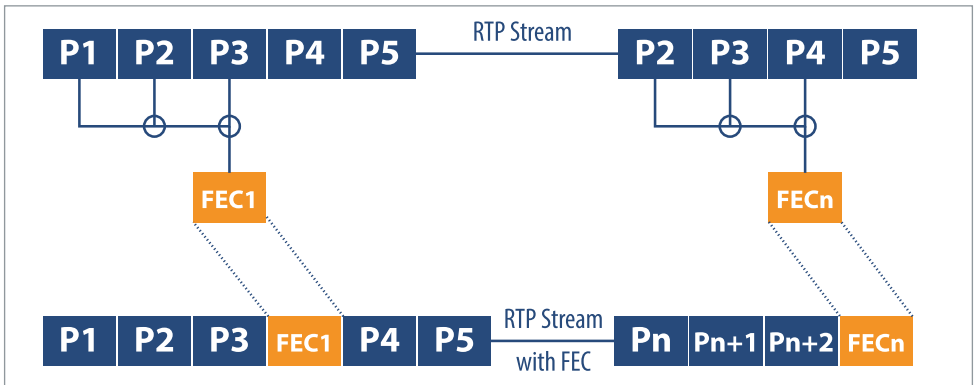 P1 P2 P3 P4 P5 RTP Stream P2 P3 P4 P5
FEC1 FECn
P1 P2 P3 FEC1 P4 P5 RTP Stream with FEC Pn Pn+1 Pn+2 FECn